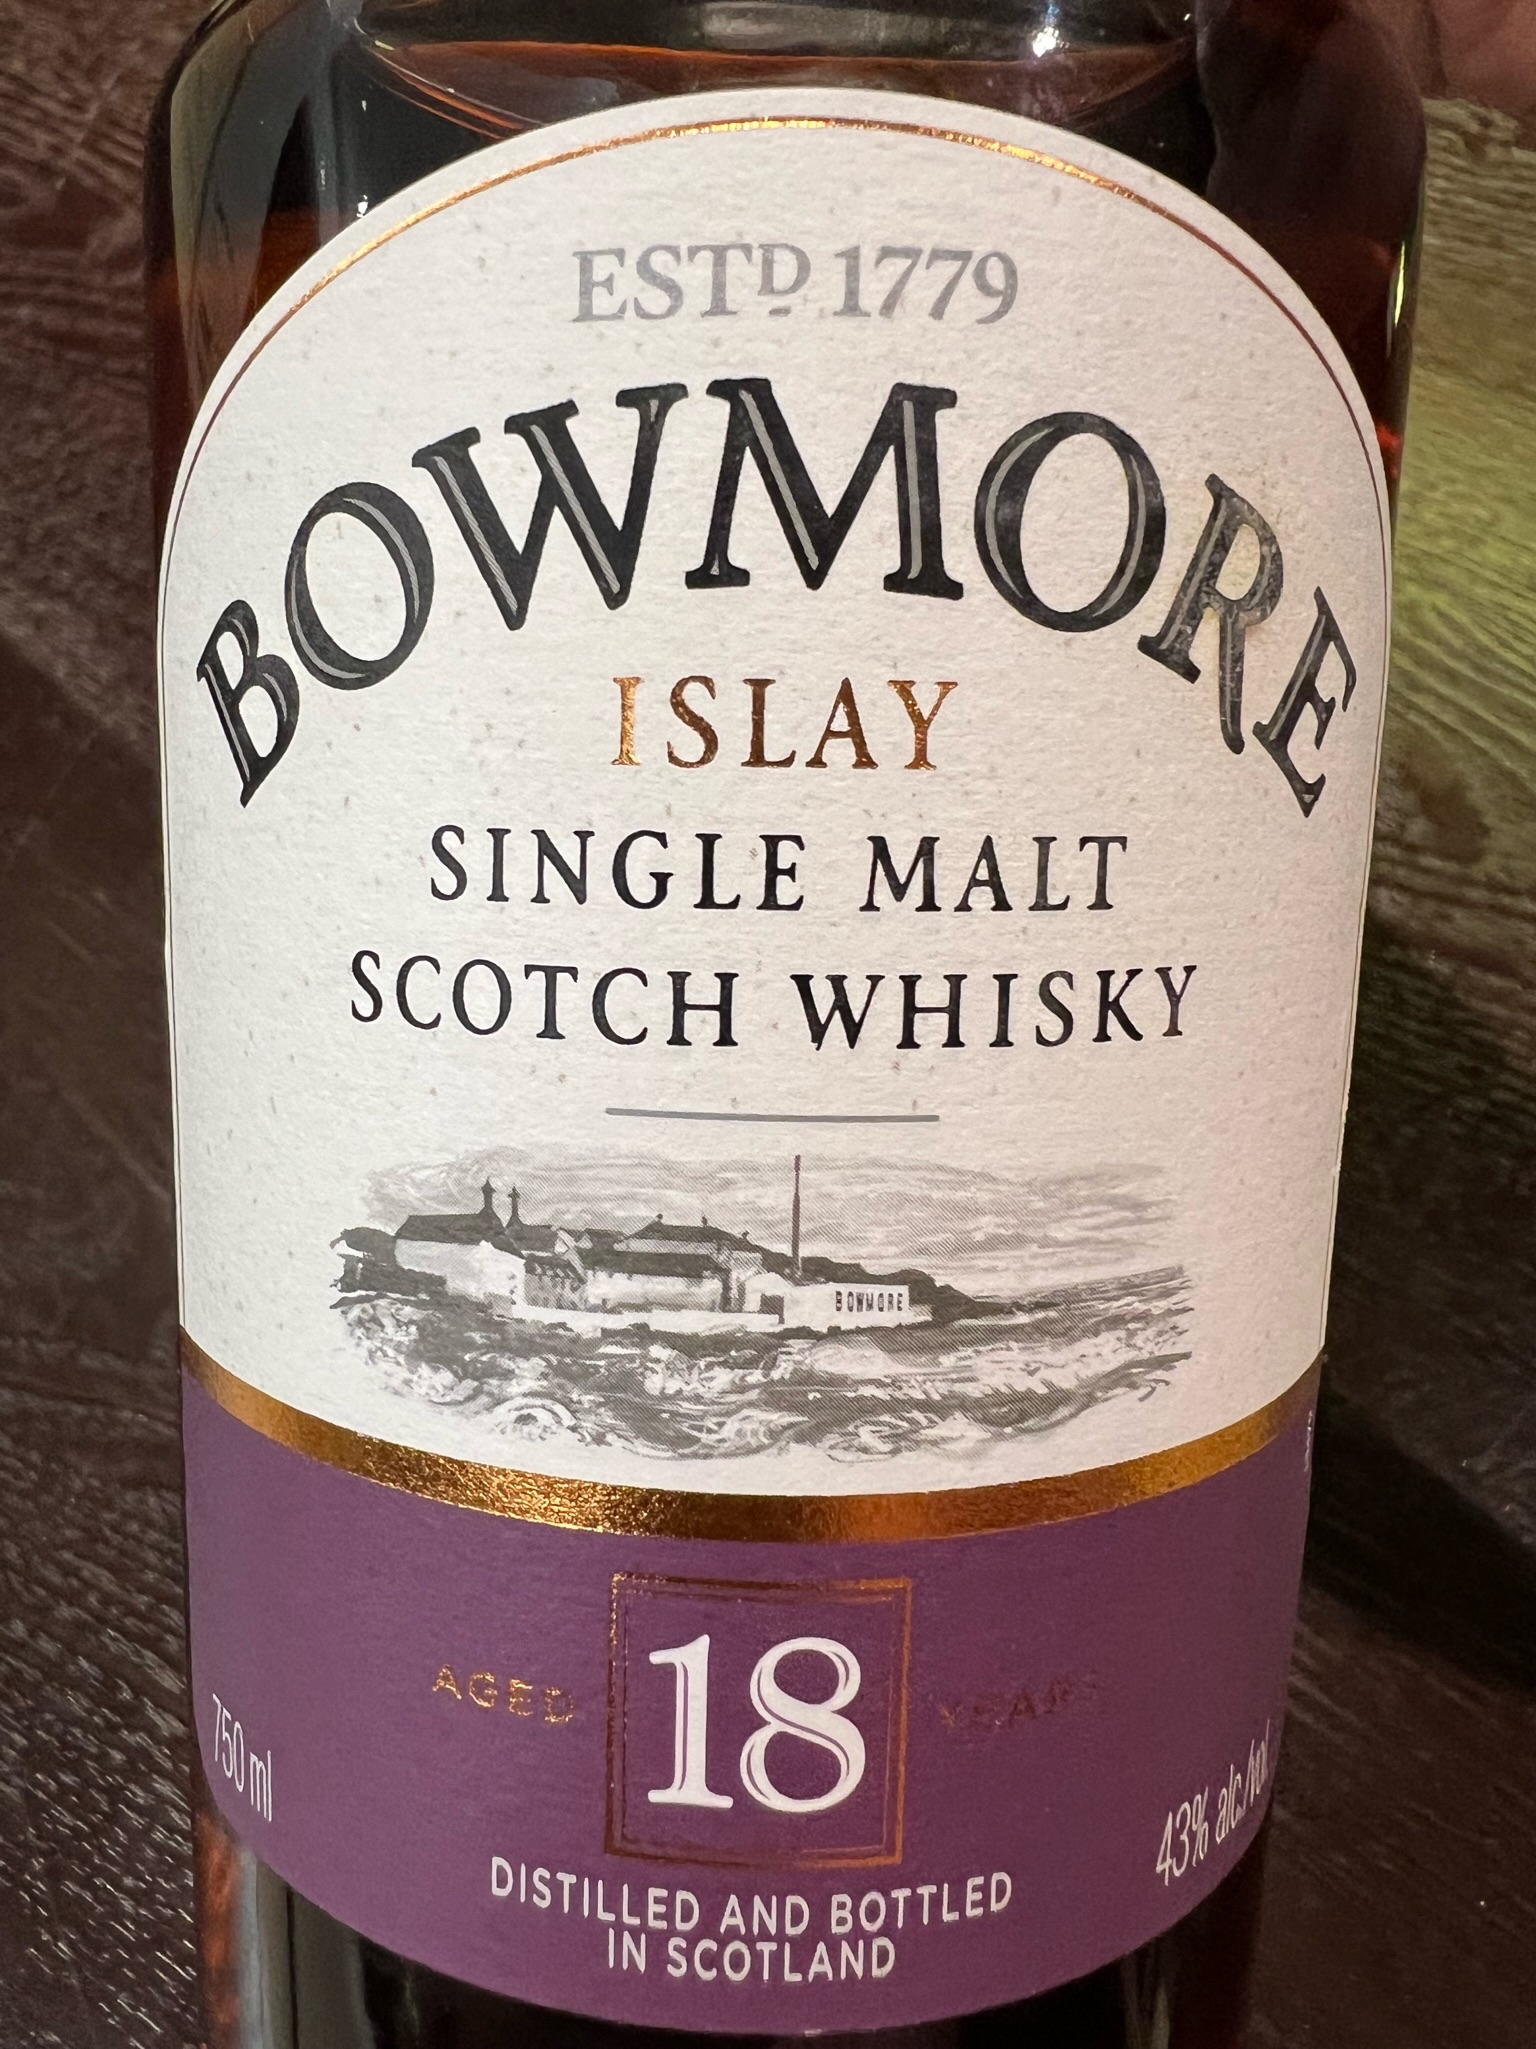 ESTD 1779
BOWMORE
ISLAY
SINGLE MALT
SCOTCH WHISKY
BOWMORE
AGED 18 YEARS
750 ml
43% alc./vol.
DISTILLED AND BOTTLED
IN SCOTLAND